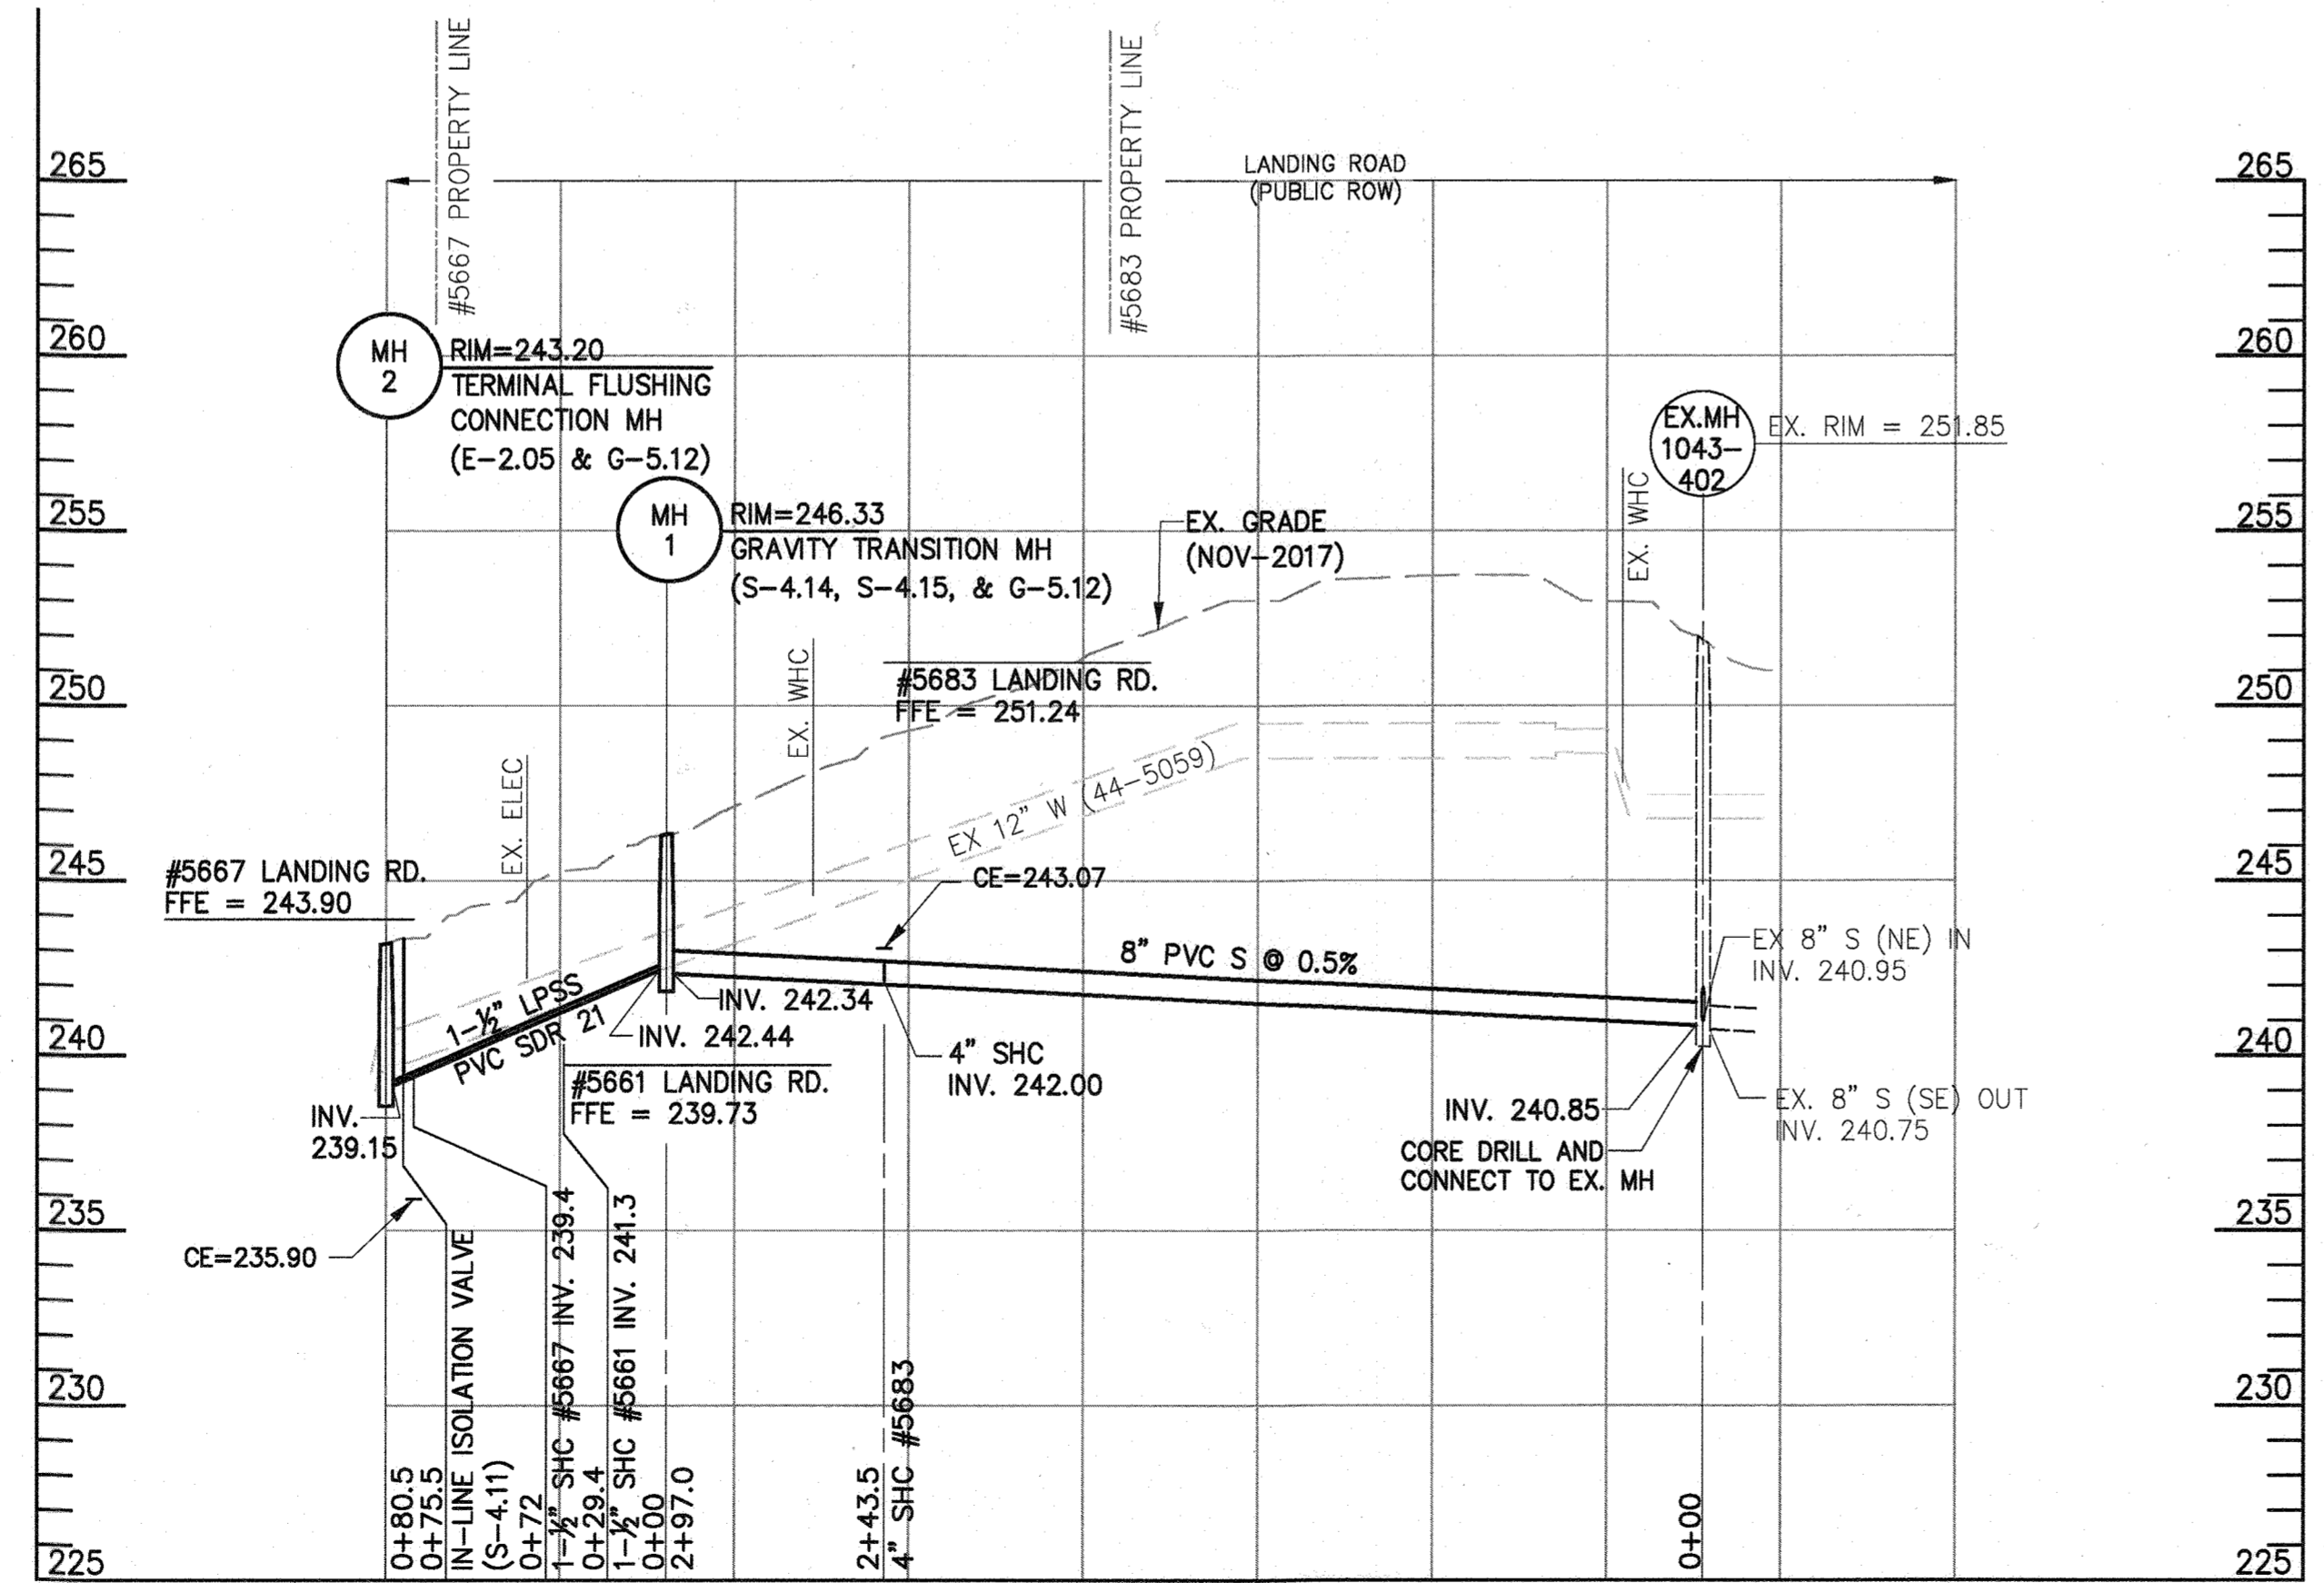 #5667 PROPERTY LINE
#5683 PROPERTY LINE
LANDING ROAD
(PUBLIC ROW)
265
265
260
260
255
255
250
250
245
245
240
240
235
235
230
230
225
225
MH
2
RIM=243.20
TERMINAL FLUSHING
CONNECTION MH
(E-2.05 & G-5.12)
MH
1
RIM=246.33
GRAVITY TRANSITION MH
(S-4.14, S-4.15, & G-5.12)
EX. GRADE
(NOV-2017)
EX.MH
1043-
402
EX. RIM = 251.85
EX. WHC
EX. WHC
EX. ELEC
#5683 LANDING RD.
FFE = 251.24
EX 12" W (44-5059)
#5667 LANDING RD.
FFE = 243.90
CE=243.07
8" PVC S @ 0.5%
EX 8" S (NE) IN
INV. 240.95
1-½" LPSS
PVC SDR 21
INV. 242.34
INV. 242.44
4" SHC
INV. 242.00
#5661 LANDING RD.
FFE = 239.73
INV.
239.15
INV. 240.85
CORE DRILL AND
CONNECT TO EX. MH
EX. 8" S (SE) OUT
INV. 240.75
CE=235.90
0+80.5
0+75.5
IN-LINE ISOLATION VALVE
(S-4.11)
0+72
1-½" SHC #5667 INV. 239.4
0+29.4
1-½" SHC #5661 INV. 241.3
0+00
2+97.0
2+43.5
4" SHC #5683
0+00